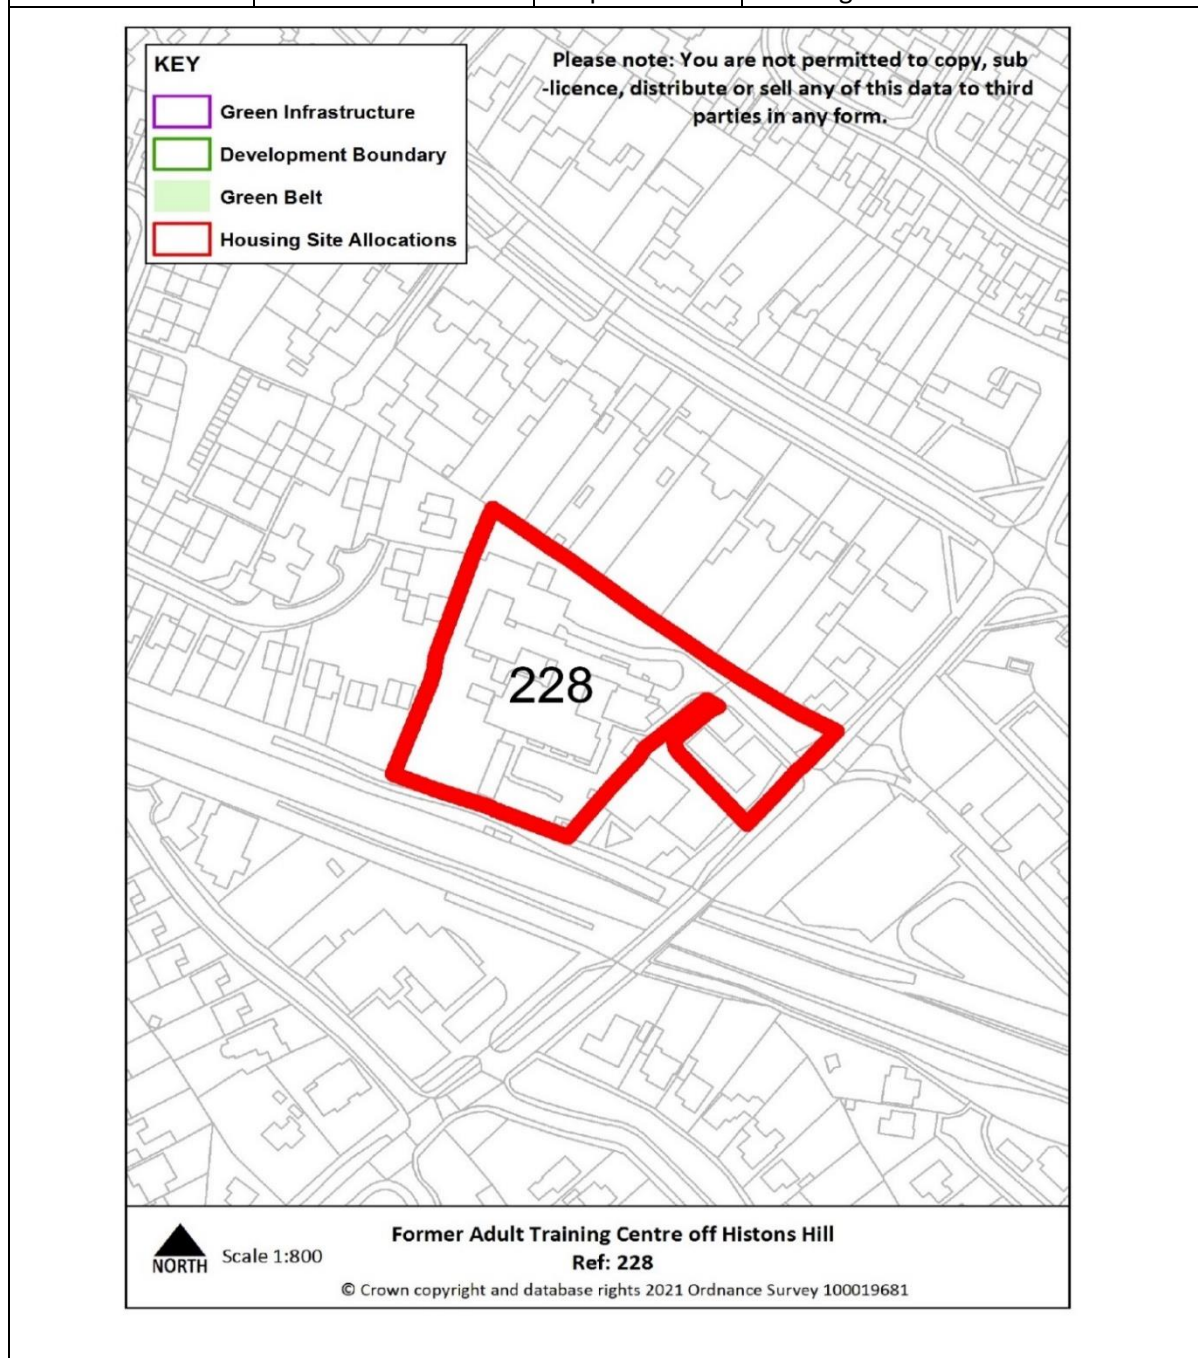 KEY
Green Infrastructure
Development Boundary
Green Belt
Housing Site Allocations
Please note: You are not permitted to copy, sub
-licence, distribute or sell any of this data to third
parties in any form.
228
NORTH
Scale 1:800
Former Adult Training Centre off Histons Hill
Ref: 228
© Crown copyright and database rights 2021 Ordnance Survey 100019681